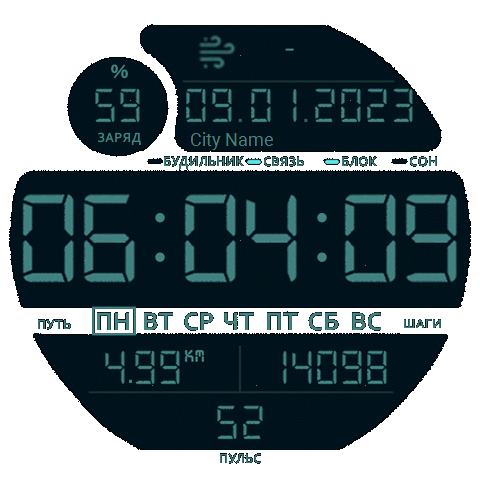 %
59
ЗАРЯД
-
09.01.2023
City Name
БУДИЛЬНИК СВЯЗЬ БЛОК СОН
06:04:09
ПУТЬ ПН ВТ СР ЧТ ПТ СБ ВС ШАГИ
4.99 КМ 14098
52
ПУЛЬС